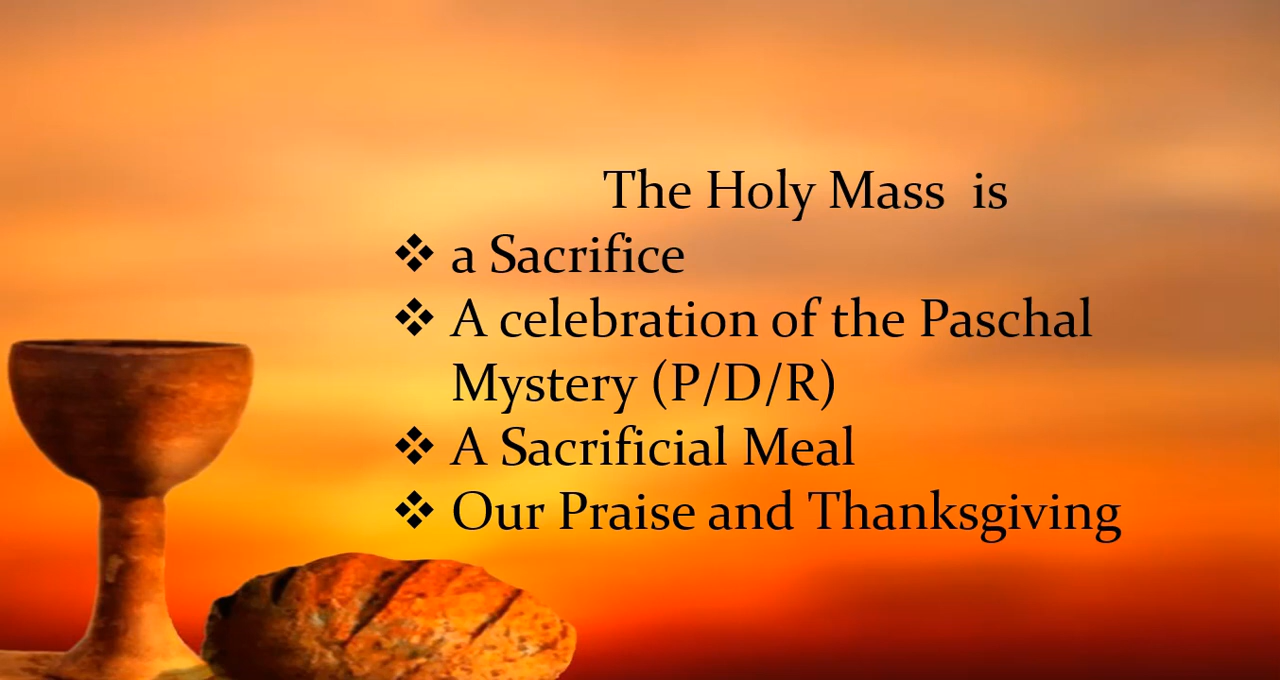 The Holy Mass  is
❖ a Sacrifice
❖ A celebration of the Paschal
Mystery (P/D/R)
❖ A Sacrificial Meal
❖ Our Praise and Thanksgiving